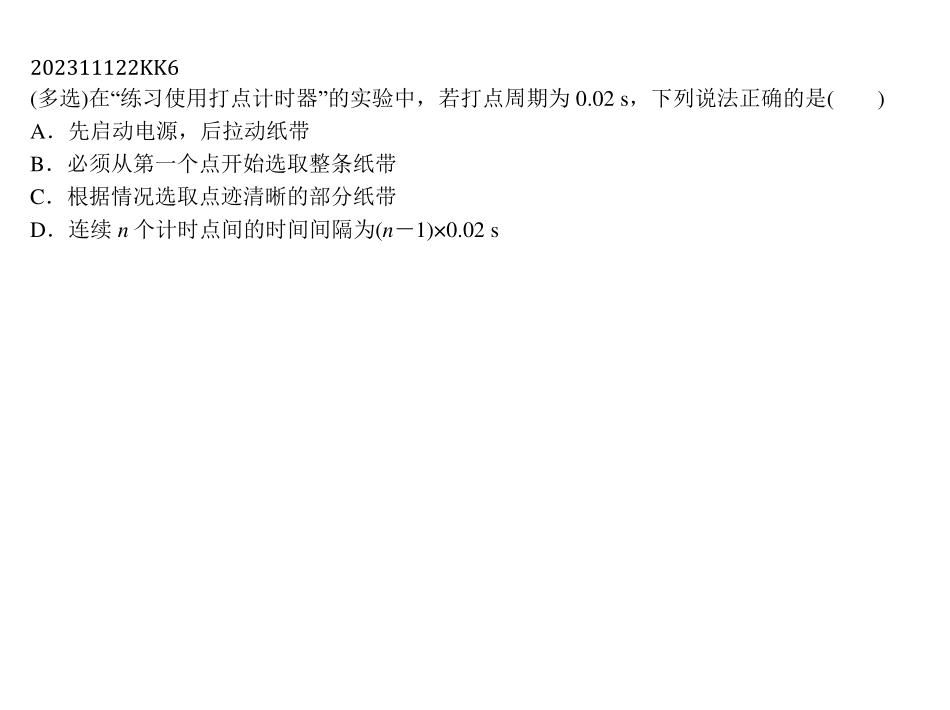 202311122KK6
(多选)在“练习使用打点计时器”的实验中，若打点周期为 0.02 s，下列说法正确的是(　　)
A．先启动电源，后拉动纸带
B．必须从第一个点开始选取整条纸带
C．根据情况选取点迹清晰的部分纸带
D．连续 n 个计时点间的时间间隔为(n－1)×0.02 s